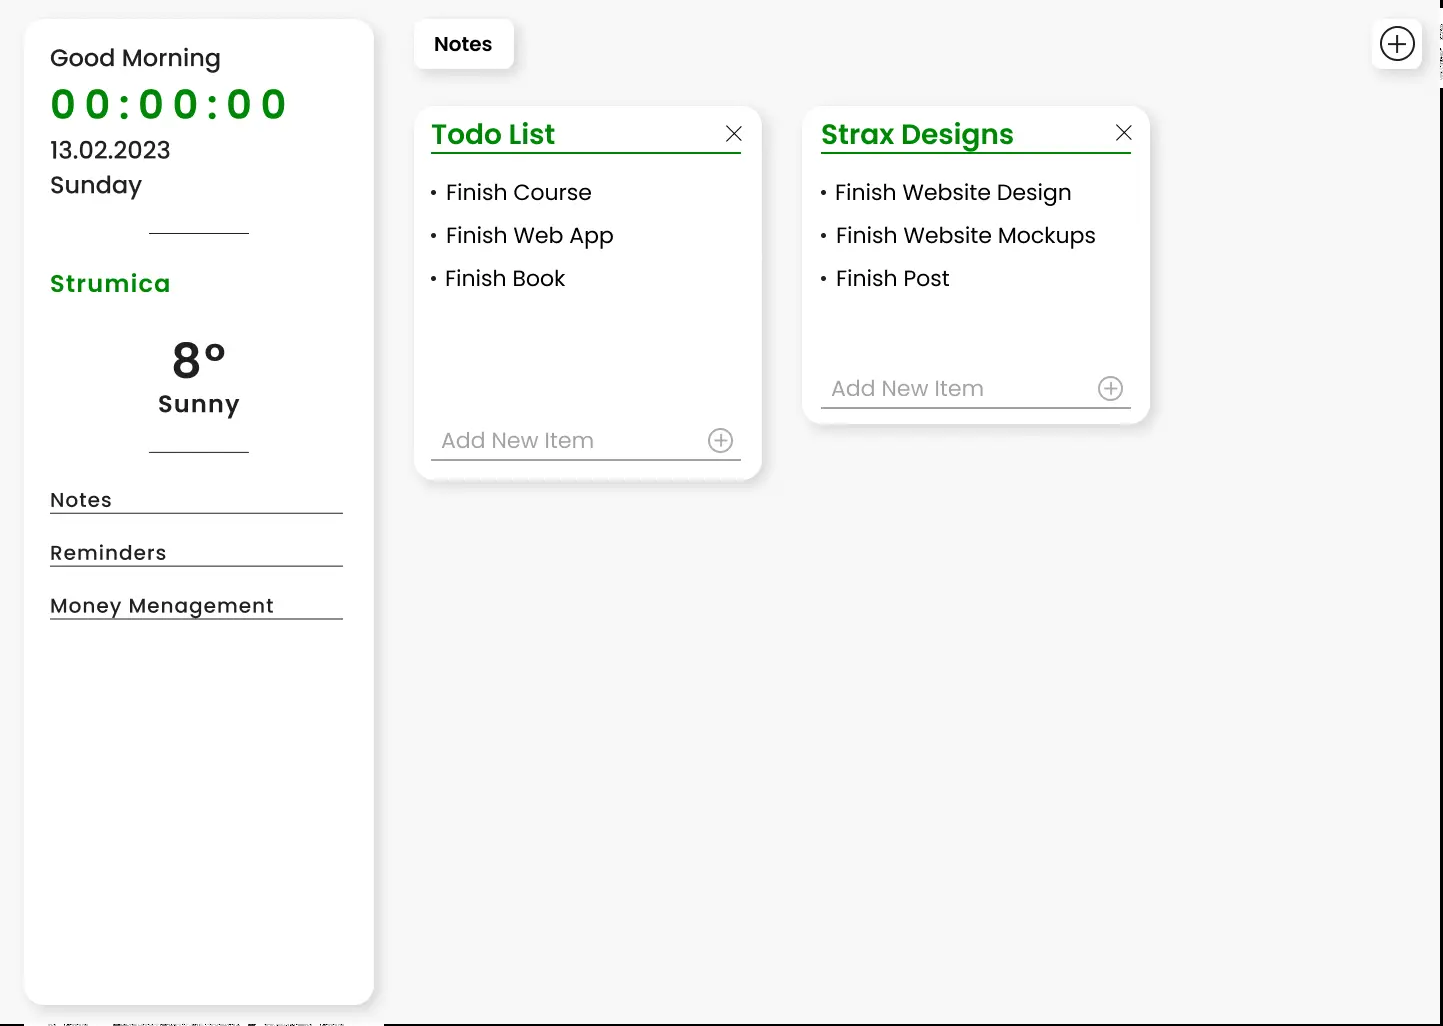 Good Morning
00:00:00
13.02.2023
Sunday
Strumica
8°
Sunny
Notes
Reminders
Money Menagement
Notes
Todo List
• Finish Course
• Finish Web App
• Finish Book
Add New Item
Strax Designs
• Finish Website Design
• Finish Website Mockups
• Finish Post
Add New Item